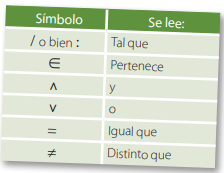 Símbolo Se lee:
/ o bien : Tal que
∈ Pertenece
∧ y
∨ o
= Igual que
≠ Distinto que